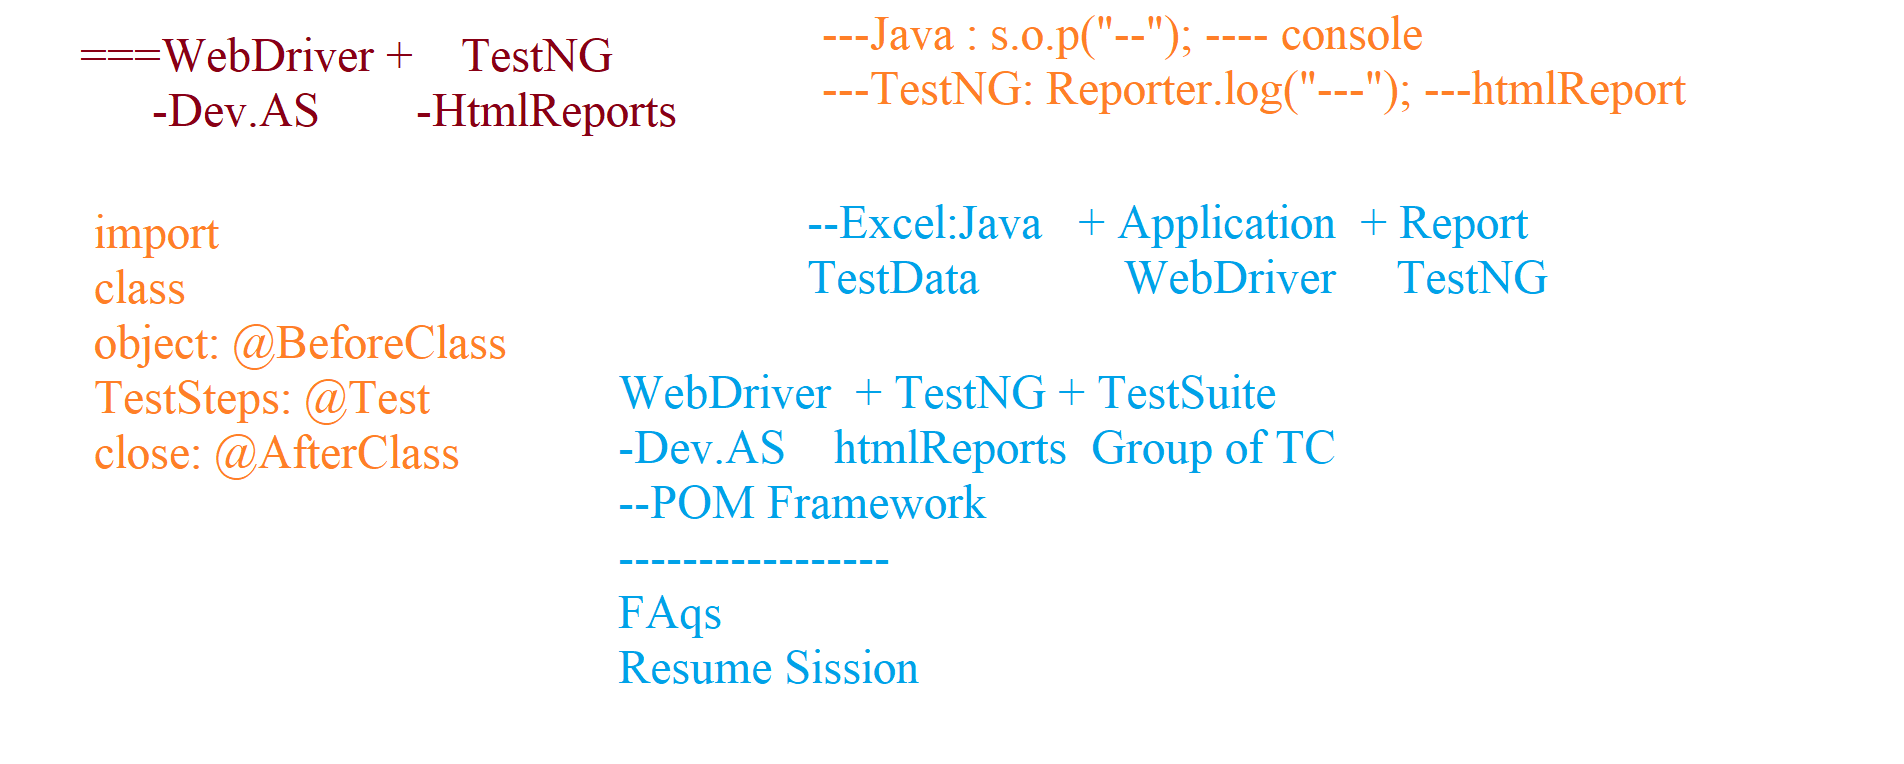 ===WebDriver +    TestNG
-Dev.AS        -HtmlReports
---Java : s.o.p("--"); ---- console
---TestNG: Reporter.log("---"); ---htmlReport
import
class
object: @BeforeClass
TestSteps: @Test
close: @AfterClass
--Excel:Java   + Application  + Report
TestData            WebDriver     TestNG
WebDriver  + TestNG + TestSuite
-Dev.AS    htmlReports  Group of TC
--POM Framework
-----------------
FAqs
Resume Sission